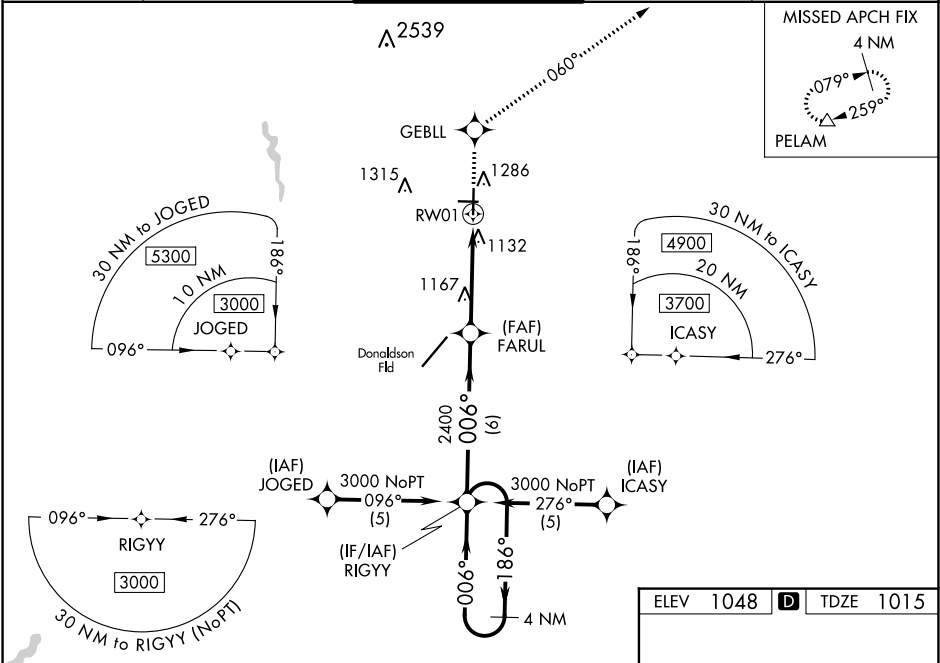 2539
MISSED APCH FIX
4 NM
079°
259°
PELAM
060°
GEBLL
1315
1286
RW01
1132
1167
30 NM to JOGED
5300
186°
10 NM
3000
JOGED
096°
30 NM to ICASY
4900
186°
20 NM
3700
ICASY
276°
(FAF)
FARUL
Donaldson
Fld
2400
006°
(6)
(IAF)
JOGED
3000 NoPT
096°
(5)
3000 NoPT
276°
(5)
(IAF)
ICASY
(IF/IAF)
RIGYY
006°
186°
4 NM
096°
276°
RIGYY
3000
30 NM to RIGYY (NoPT)
ELEV 1048 D TDZE 1015